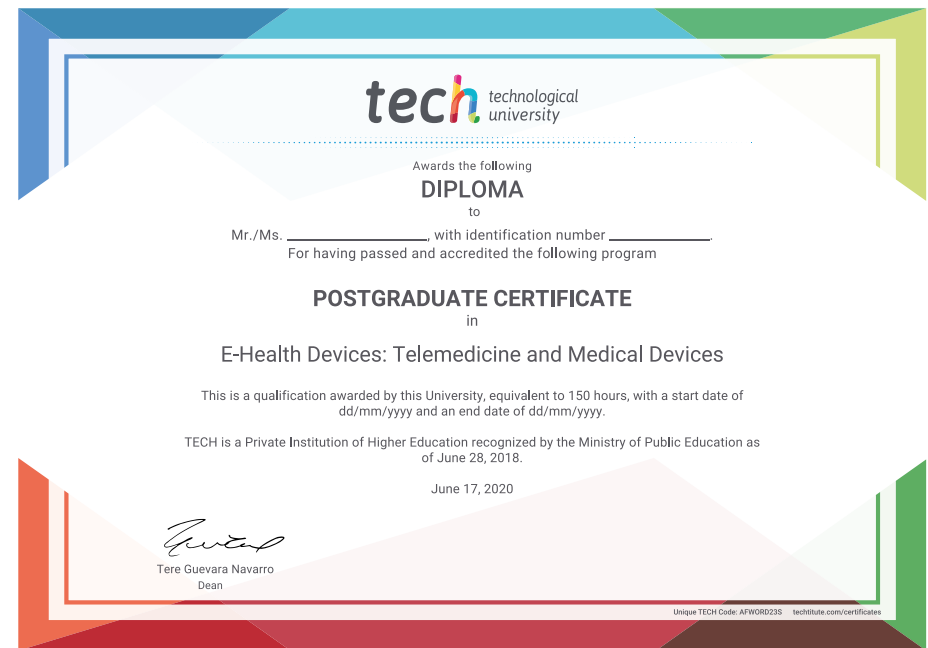 tech technological
university
Awards the following
DIPLOMA
to
Mr./Ms. ____________________, with identification number ______________.
For having passed and accredited the following program
POSTGRADUATE CERTIFICATE
in
E-Health Devices: Telemedicine and Medical Devices
This is a qualification awarded by this University, equivalent to 150 hours, with a start date of
dd/mm/yyyy and an end date of dd/mm/yyyy.
TECH is a Private Institution of Higher Education recognized by the Ministry of Public Education as
of June 28, 2018.
June 17, 2020
Tere Guevara Navarro
Dean
Unique TECH Code: AFWORD23S techtitute.com/certificates